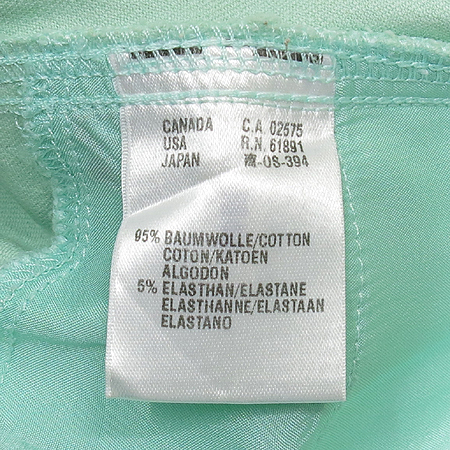 CANADA C.A. 02575
USA R.N. 61891
JAPAN -OS-394
95% BAUMWOLLE/COTTON
COTON/KATOEN
ALGODON
5% ELASTHAN/ELASTANE
ELASTHANNE/ELASTAAN
ELASTANO